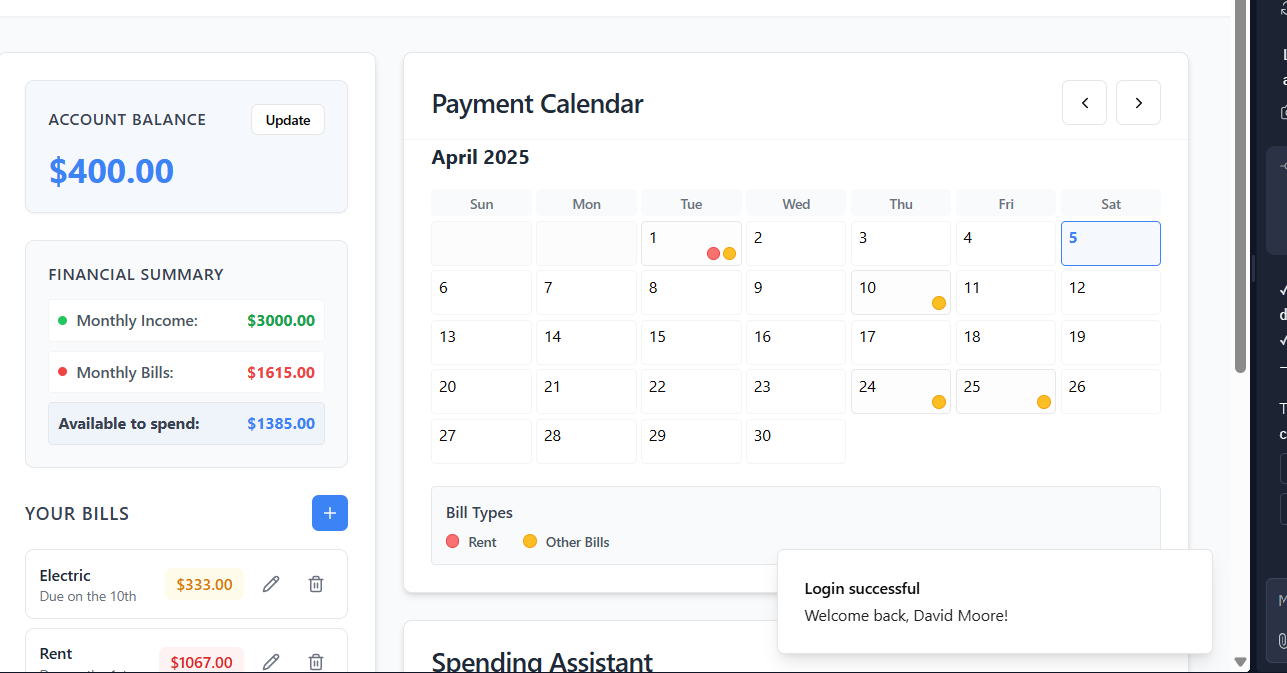 ACCOUNT BALANCE
Update
$400.00
FINANCIAL SUMMARY
Monthly Income: $3000.00
Monthly Bills: $1615.00
Available to spend: $1385.00
YOUR BILLS
Electric
Due on the 10th
$333.00
Rent
$1067.00
Payment Calendar
April 2025
Sun Mon Tue Wed Thu Fri Sat
1 2 3 4 5
6 7 8 9 10 11 12
13 14 15 16 17 18 19
20 21 22 23 24 25 26
27 28 29 30
Bill Types
Rent Other Bills
Spending Assistant
Login successful
Welcome back, David Moore!